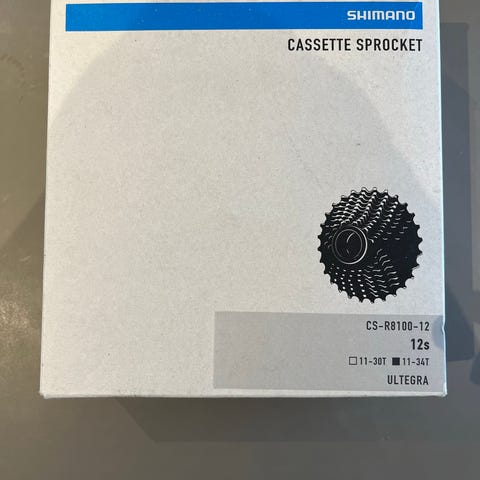 SHIMANO
CASSETTE SPROCKET
CS-R8100-12
12s
☐ 11-30T ■ 11-34T
ULTEGRA